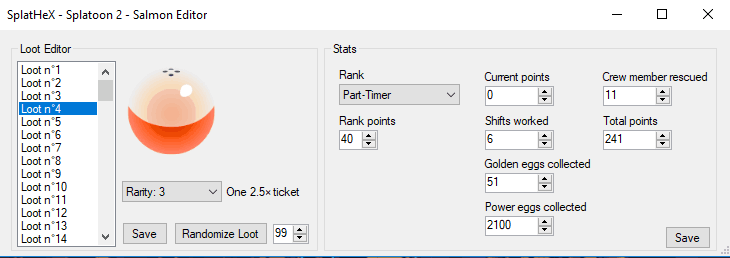 SplatHeX - Splatoon 2 - Salmon Editor
Loot Editor
Loot n°1
Loot n°2
Loot n°3
Loot n°4
Loot n°5
Loot n°6
Loot n°7
Loot n°8
Loot n°9
Loot n°10
Loot n°11
Loot n°12
Loot n°13
Loot n°14
Rarity: 3
One 2.5× ticket
Save
Randomize Loot
99
Stats
Rank
Part-Timer
Rank points
40
Current points
0
Shifts worked
6
Golden eggs collected
51
Power eggs collected
2100
Crew member rescued
11
Total points
241
Save